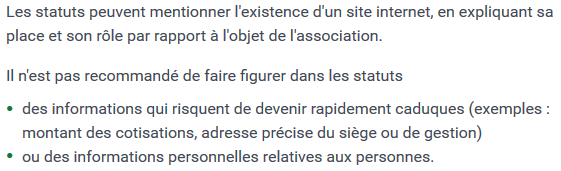 Les statuts peuvent mentionner l'existence d'un site internet, en expliquant sa
place et son rôle par rapport à l'objet de l'association.
Il n'est pas recommandé de faire figurer dans les statuts
• des informations qui risquent de devenir rapidement caduques (exemples :
montant des cotisations, adresse précise du siège ou de gestion)
• ou des informations personnelles relatives aux personnes.